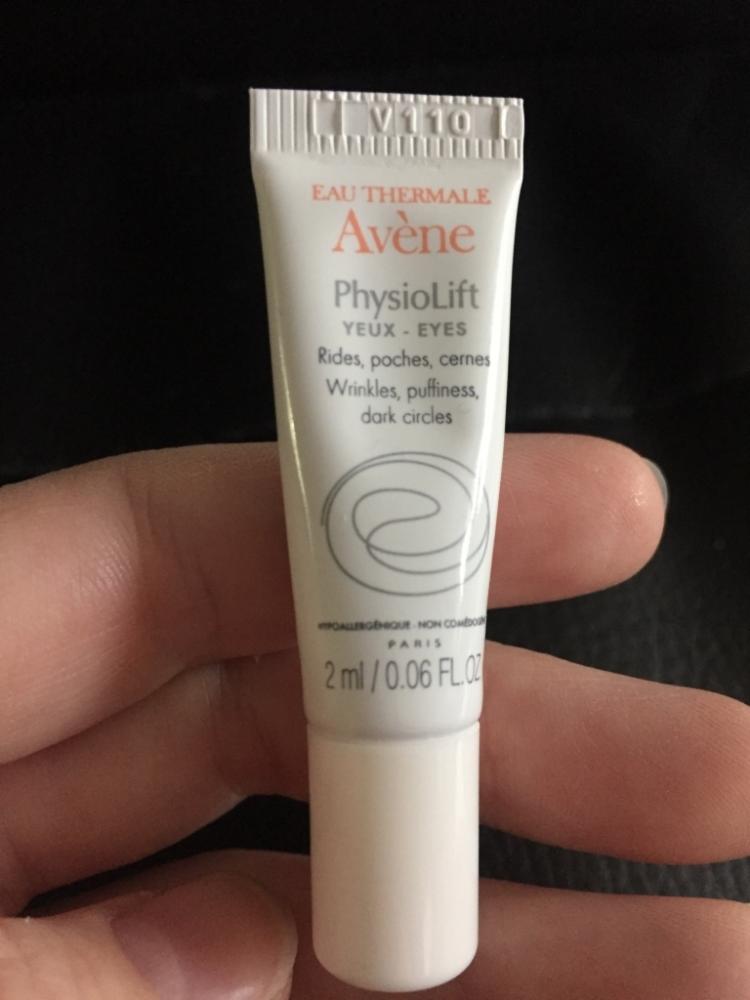 V110
EAU THERMALE
Avène
PhysioLift
YEUX - EYES
Rides, poches, cernes
Wrinkles, puffiness,
dark circles
HYPOALLERGÉNIQUE - NON
PARIS
2 ml / 0.06 FL.OZ